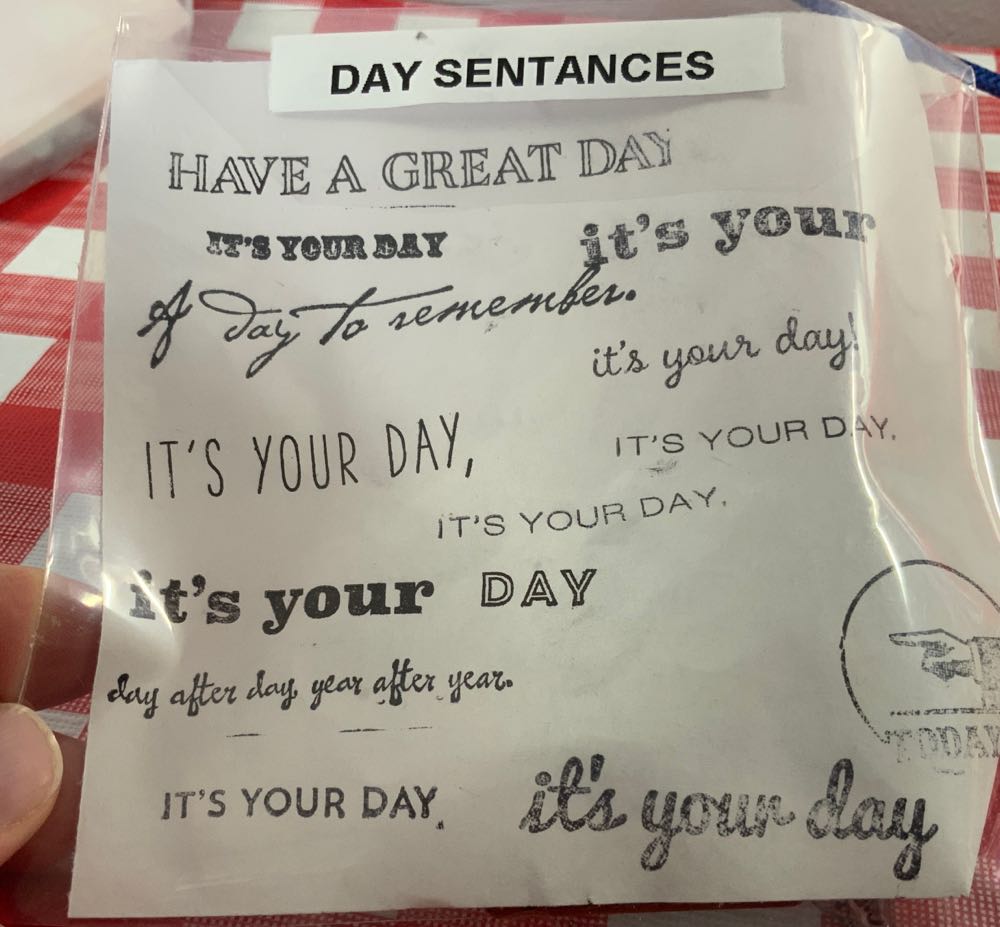 DAY SENTANCES
HAVE A GREAT DAY
IT'S YOUR DAY
it's your
A day to remember.
it's your day!
IT'S YOUR DAY,
IT'S YOUR DAY,
IT'S YOUR DAY,
it's your
DAY
day after day, year after year.
TODAY
IT'S YOUR DAY.
it's your day